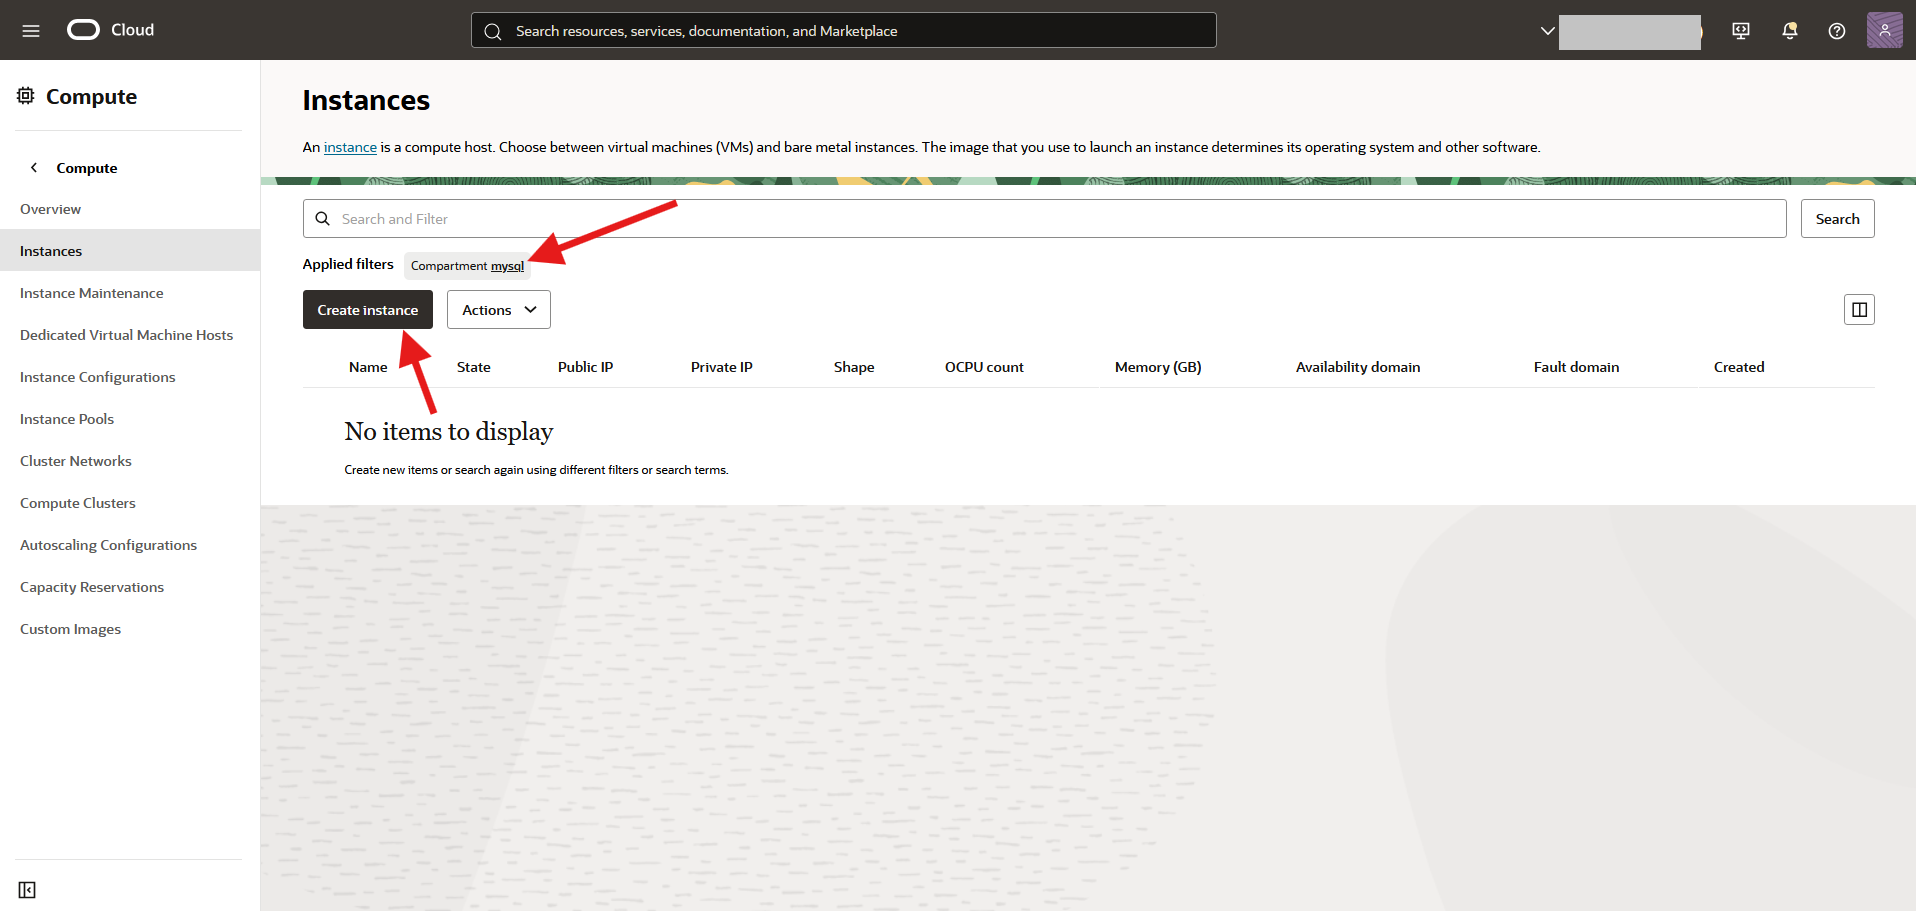 Cloud
Search resources, services, documentation, and Marketplace
Compute
Compute
Overview
Instances
Instance Maintenance
Dedicated Virtual Machine Hosts
Instance Configurations
Instance Pools
Cluster Networks
Compute Clusters
Autoscaling Configurations
Capacity Reservations
Custom Images
Instances
An instance is a compute host. Choose between virtual machines (VMs) and bare metal instances. The image that you use to launch an instance determines its operating system and other software.
Search and Filter
Search
Applied filters Compartment mysql
Create instance Actions
Name State Public IP Private IP Shape OCPU count Memory (GB) Availability domain Fault domain Created
No items to display
Create new items or search again using different filters or search terms.